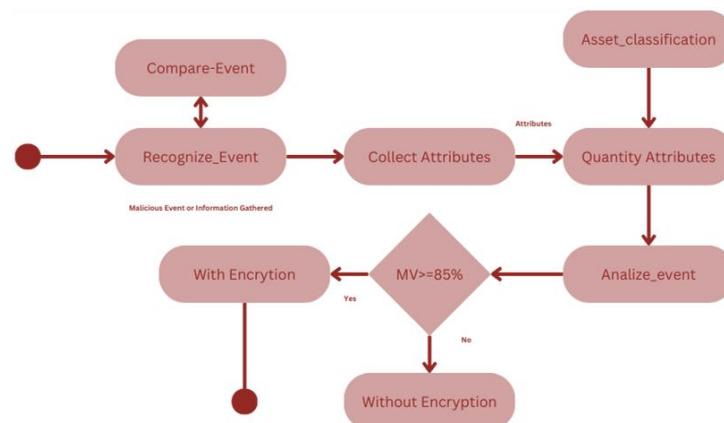 Asset_classification
Compare-Event
Attributes
Recognize_Event
Collect Attributes
Quantity Attributes
Malicious Event or Information Gathered
With Encrytion
MV>=85%
Analize_event
Yes
No
Without Encryption